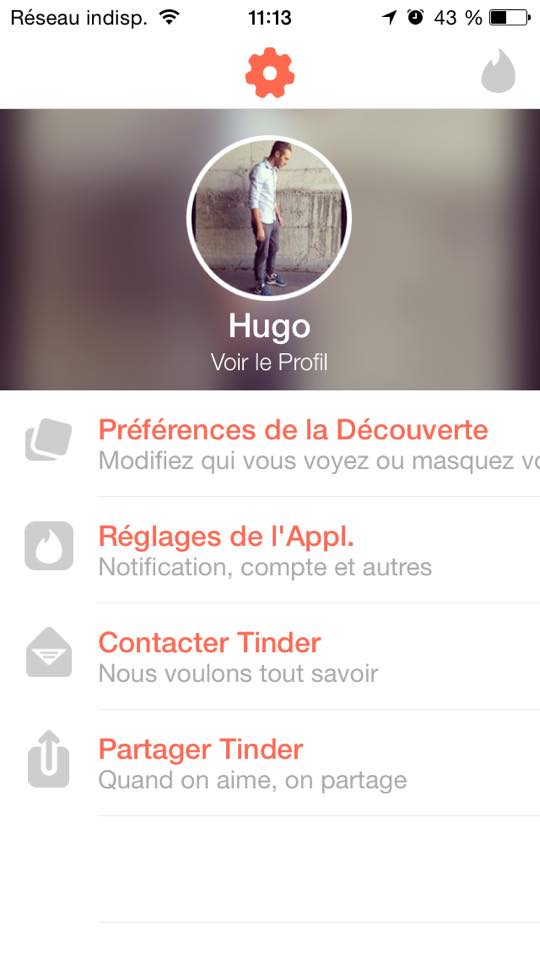 Réseau indisp. 11:13 43 %
Hugo
Voir le Profil
Préférences de la Découverte
Modifiez qui vous voyez ou masquez vo
Réglages de l'Appl.
Notification, compte et autres
Contacter Tinder
Nous voulons tout savoir
Partager Tinder
Quand on aime, on partage